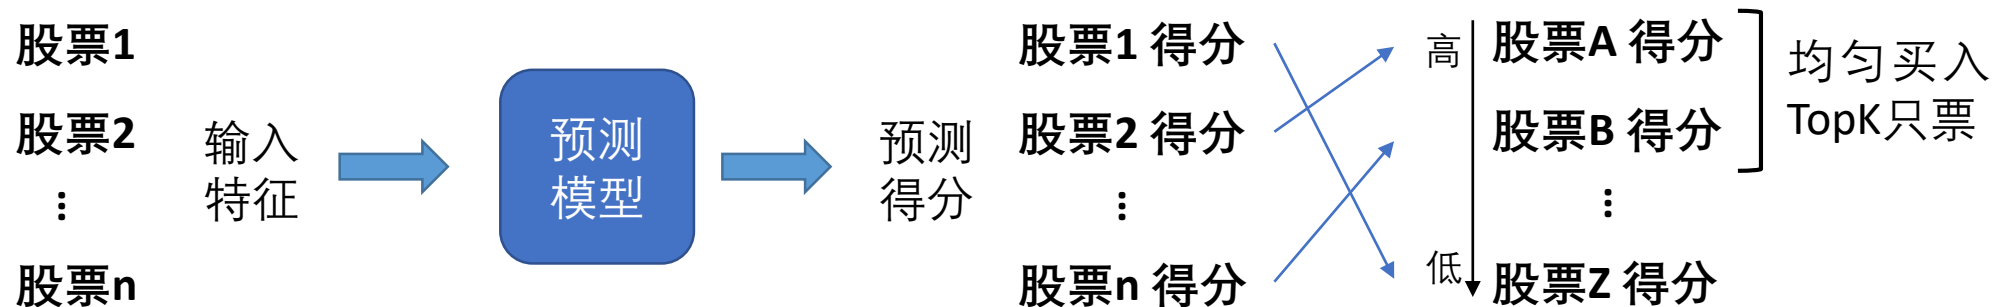 股票1
股票2
⋮
股票n
输入
特征
预测
模型
预测
得分
股票1 得分
股票2 得分
⋮
股票n 得分
高
低
股票A 得分
股票B 得分
⋮
股票Z 得分
均匀买入
TopK只票